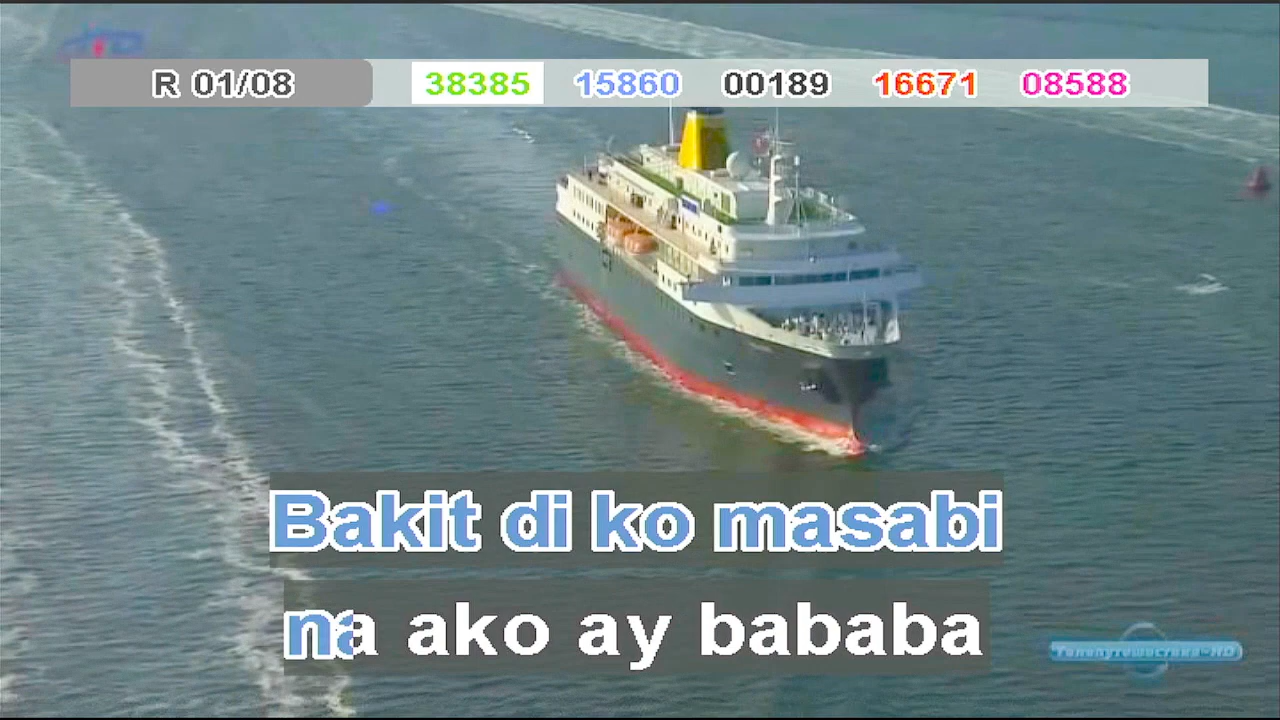 R 01/08 38385 15860 00189 16671 08588
Bakit di ko masabi
na ako ay bababa